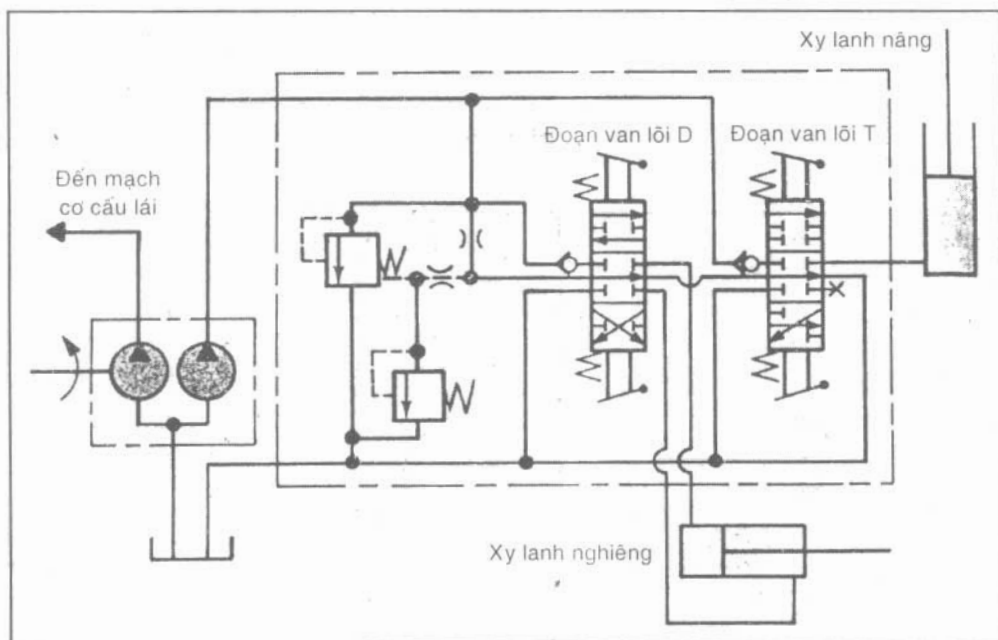 Xy lanh nâng
Đoạn van lõi D
Đoạn van lõi T
Đến mạch
cơ cấu lái
Xy lanh nghiêng